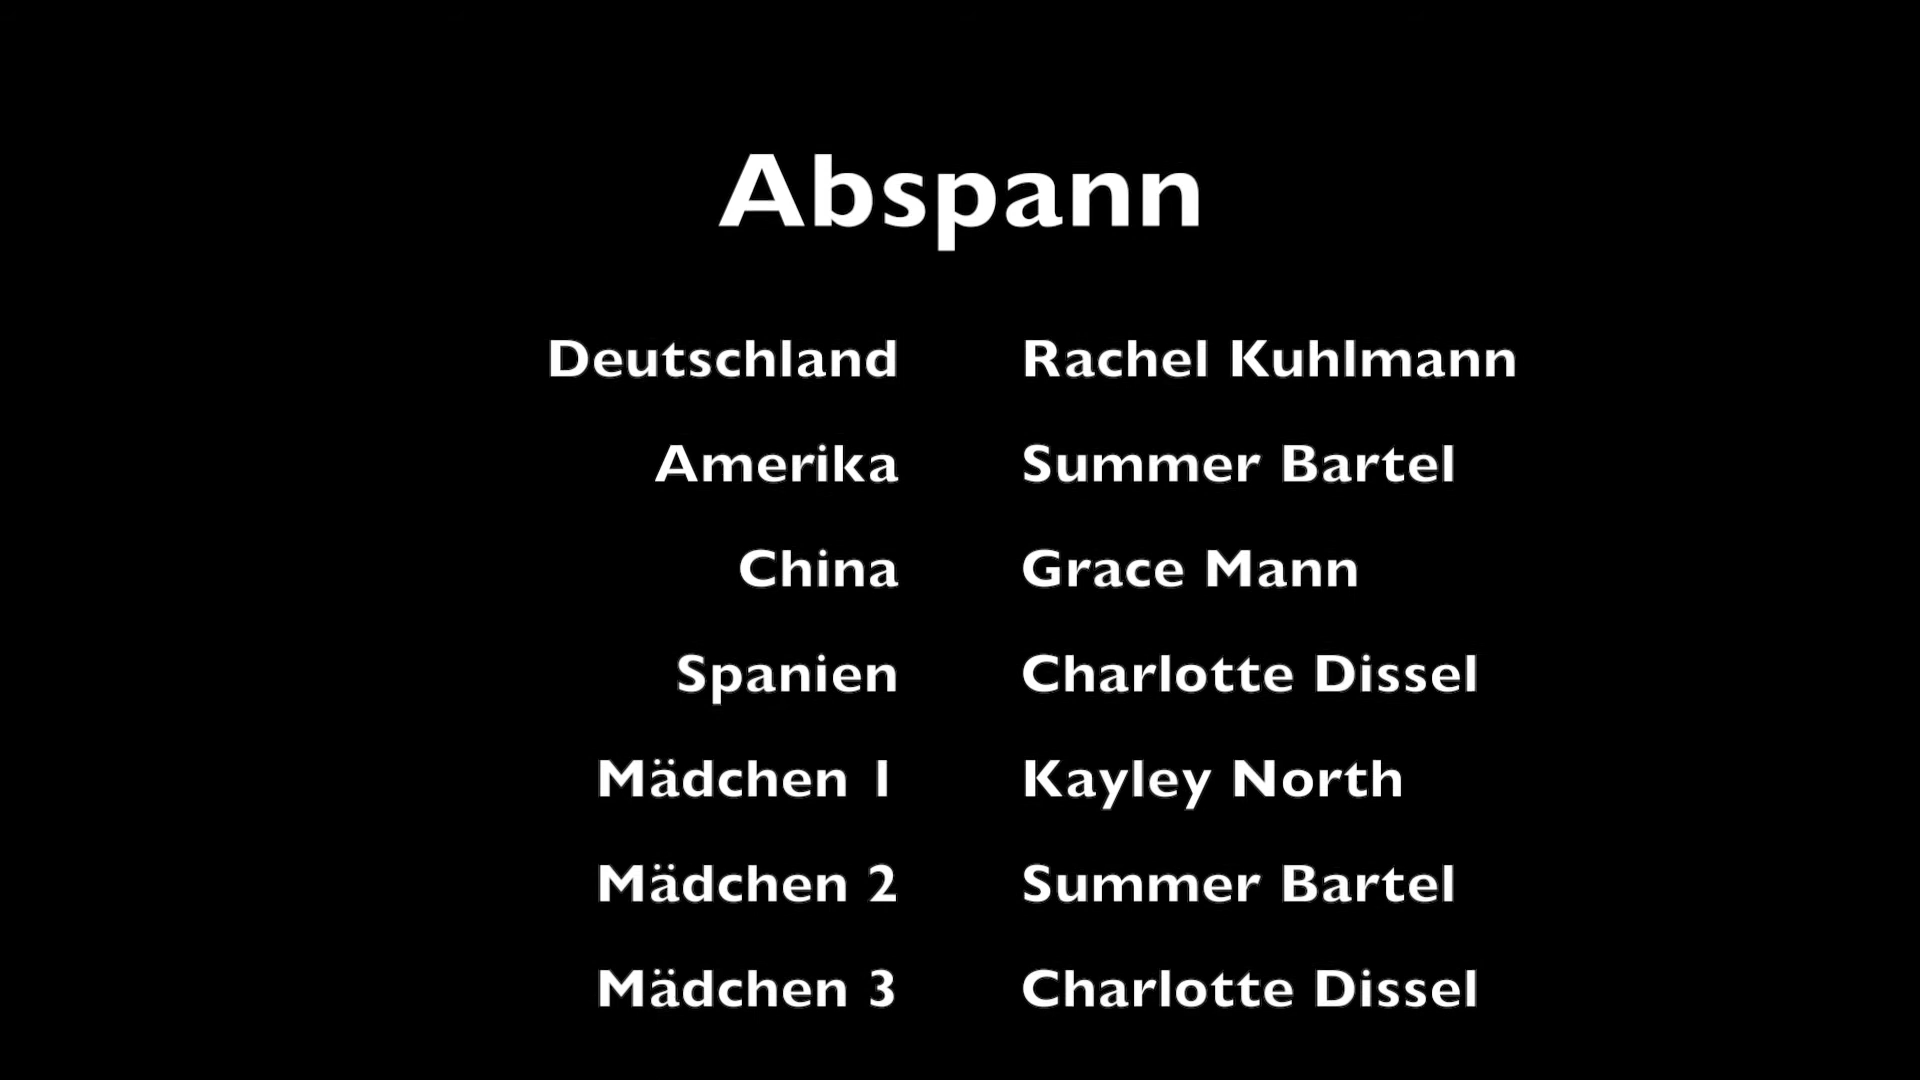 Abspann
Deutschland Rachel Kuhlmann
Amerika Summer Bartel
China Grace Mann
Spanien Charlotte Dissel
Mädchen 1 Kayley North
Mädchen 2 Summer Bartel
Mädchen 3 Charlotte Dissel